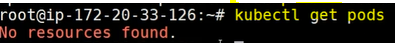 root@ip-172-20-33-126:~# kubectl get pods
No resources found.